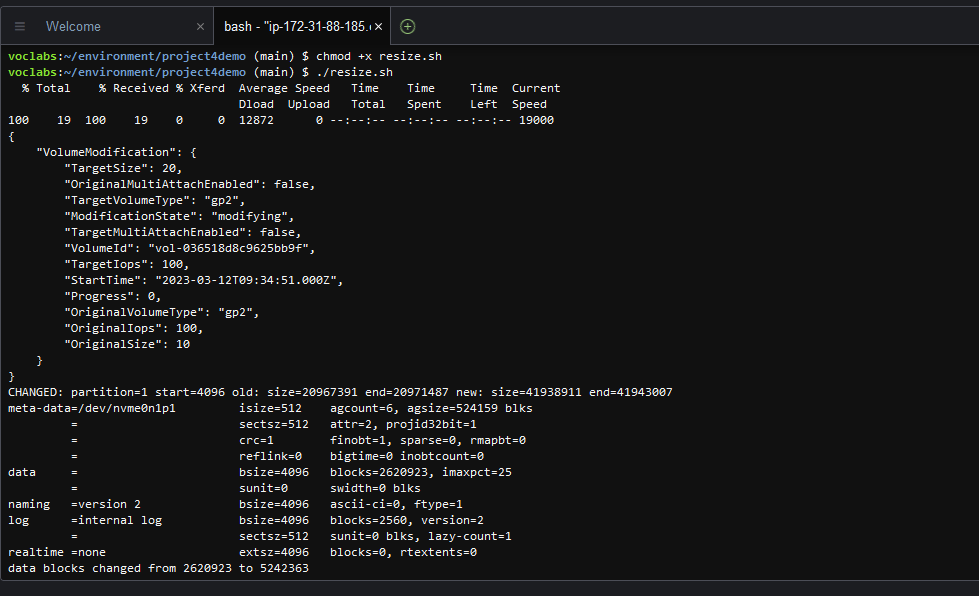 Welcome
bash - "ip-172-31-88-185.
voclabs:~/environment/project4demo (main) $ chmod +x resize.sh
voclabs:~/environment/project4demo (main) $ ./resize.sh
  % Total    % Received % Xferd  Average Speed   Time    Time     Time  Current
                                 Dload  Upload   Total   Spent    Left  Speed
100    19  100    19    0     0  12872      0 --:--:-- --:--:-- --:--:-- 19000
{
    "VolumeModification": {
        "TargetSize": 20,
        "OriginalMultiAttachEnabled": false,
        "TargetVolumeType": "gp2",
        "ModificationState": "modifying",
        "TargetMultiAttachEnabled": false,
        "VolumeId": "vol-036518d8c9625bb9f",
        "TargetIops": 100,
        "StartTime": "2023-03-12T09:34:51.000Z",
        "Progress": 0,
        "OriginalVolumeType": "gp2",
        "OriginalIops": 100,
        "OriginalSize": 10
    }
}
CHANGED: partition=1 start=4096 old: size=20967391 end=20971487 new: size=41938911 end=41943007
meta-data=/dev/nvme0n1p1         isize=512    agcount=6, agsize=524159 blks
         =                       sectsz=512   attr=2, projid32bit=1
         =                       crc=1        finobt=1, sparse=0, rmapbt=0
         =                       reflink=0    bigtime=0 inobtcount=0
data     =                       bsize=4096   blocks=2620923, imaxpct=25
         =                       sunit=0      swidth=0 blks
naming   =version 2              bsize=4096   ascii-ci=0, ftype=1
log      =internal log           bsize=4096   blocks=2560, version=2
         =                       sectsz=512   sunit=0 blks, lazy-count=1
realtime =none                   extsz=4096   blocks=0, rtextents=0
data blocks changed from 2620923 to 5242363